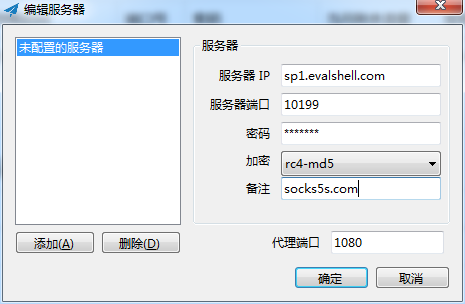 编辑服务器
未配置的服务器
添加(A)
删除(D)
服务器
服务器 IP sp1.evalshell.com
服务器端口 10199
密码 *******
加密 rc4-md5
备注 socks5s.com
代理端口 1080
确定
取消